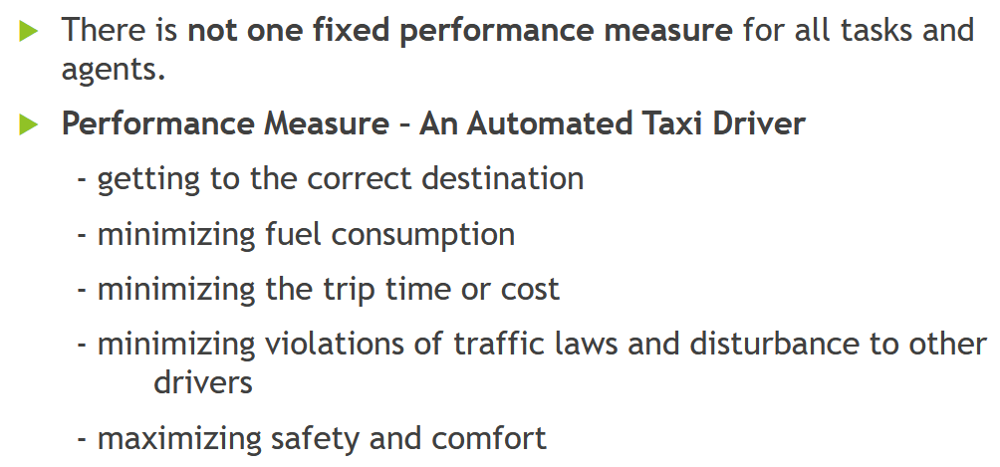 There is not one fixed performance measure for all tasks and
agents.
Performance Measure – An Automated Taxi Driver
- getting to the correct destination
- minimizing fuel consumption
- minimizing the trip time or cost
- minimizing violations of traffic laws and disturbance to other
drivers
- maximizing safety and comfort